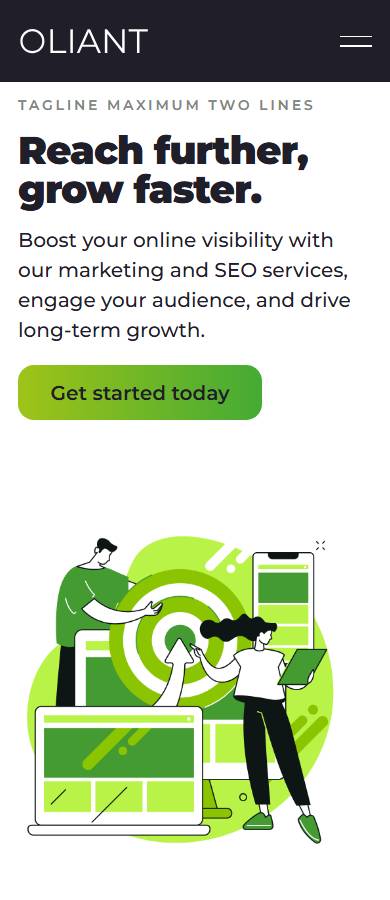 OLIANT
TAGLINE MAXIMUM TWO LINES
Reach further,
grow faster.
Boost your online visibility with
our marketing and SEO services,
engage your audience, and drive
long-term growth.
Get started today